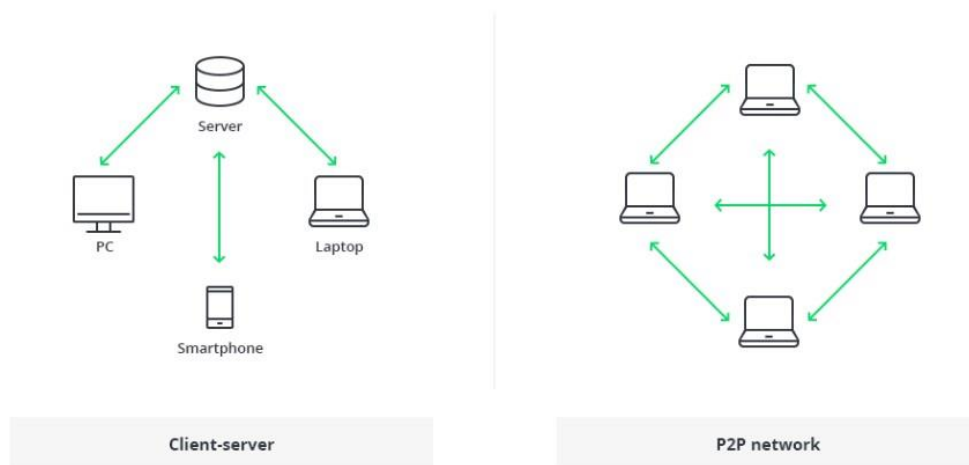 Server
PC
Laptop
Smartphone
Client-server
P2P network